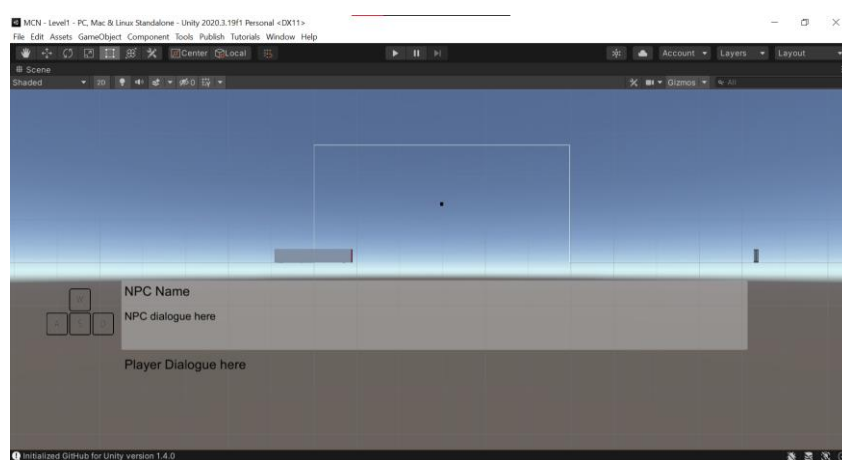 MCN - Level1 - PC, Mac & Linux Standalone - Unity 2020.3.19f1 Personal <DX11>
File Edit Assets GameObject Component Tools Publish Tutorials Window Help
Center Local Account Layers Layout
Scene
Shaded 2D 0 Gizmos All
NPC Name
W
NPC dialogue here
A S D
Player Dialogue here
Initialized GitHub for Unity version 1.4.0